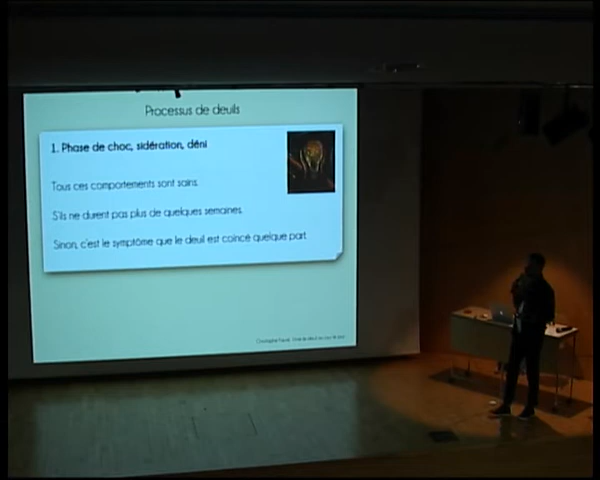 Processus de deuils
1. Phase de choc, sidération, déni
Tous ces comportements sont sains.
S'ils ne durent pas plus de quelques semaines.
Sinon, c'est le symptôme que le deuil est coincé quelque part.